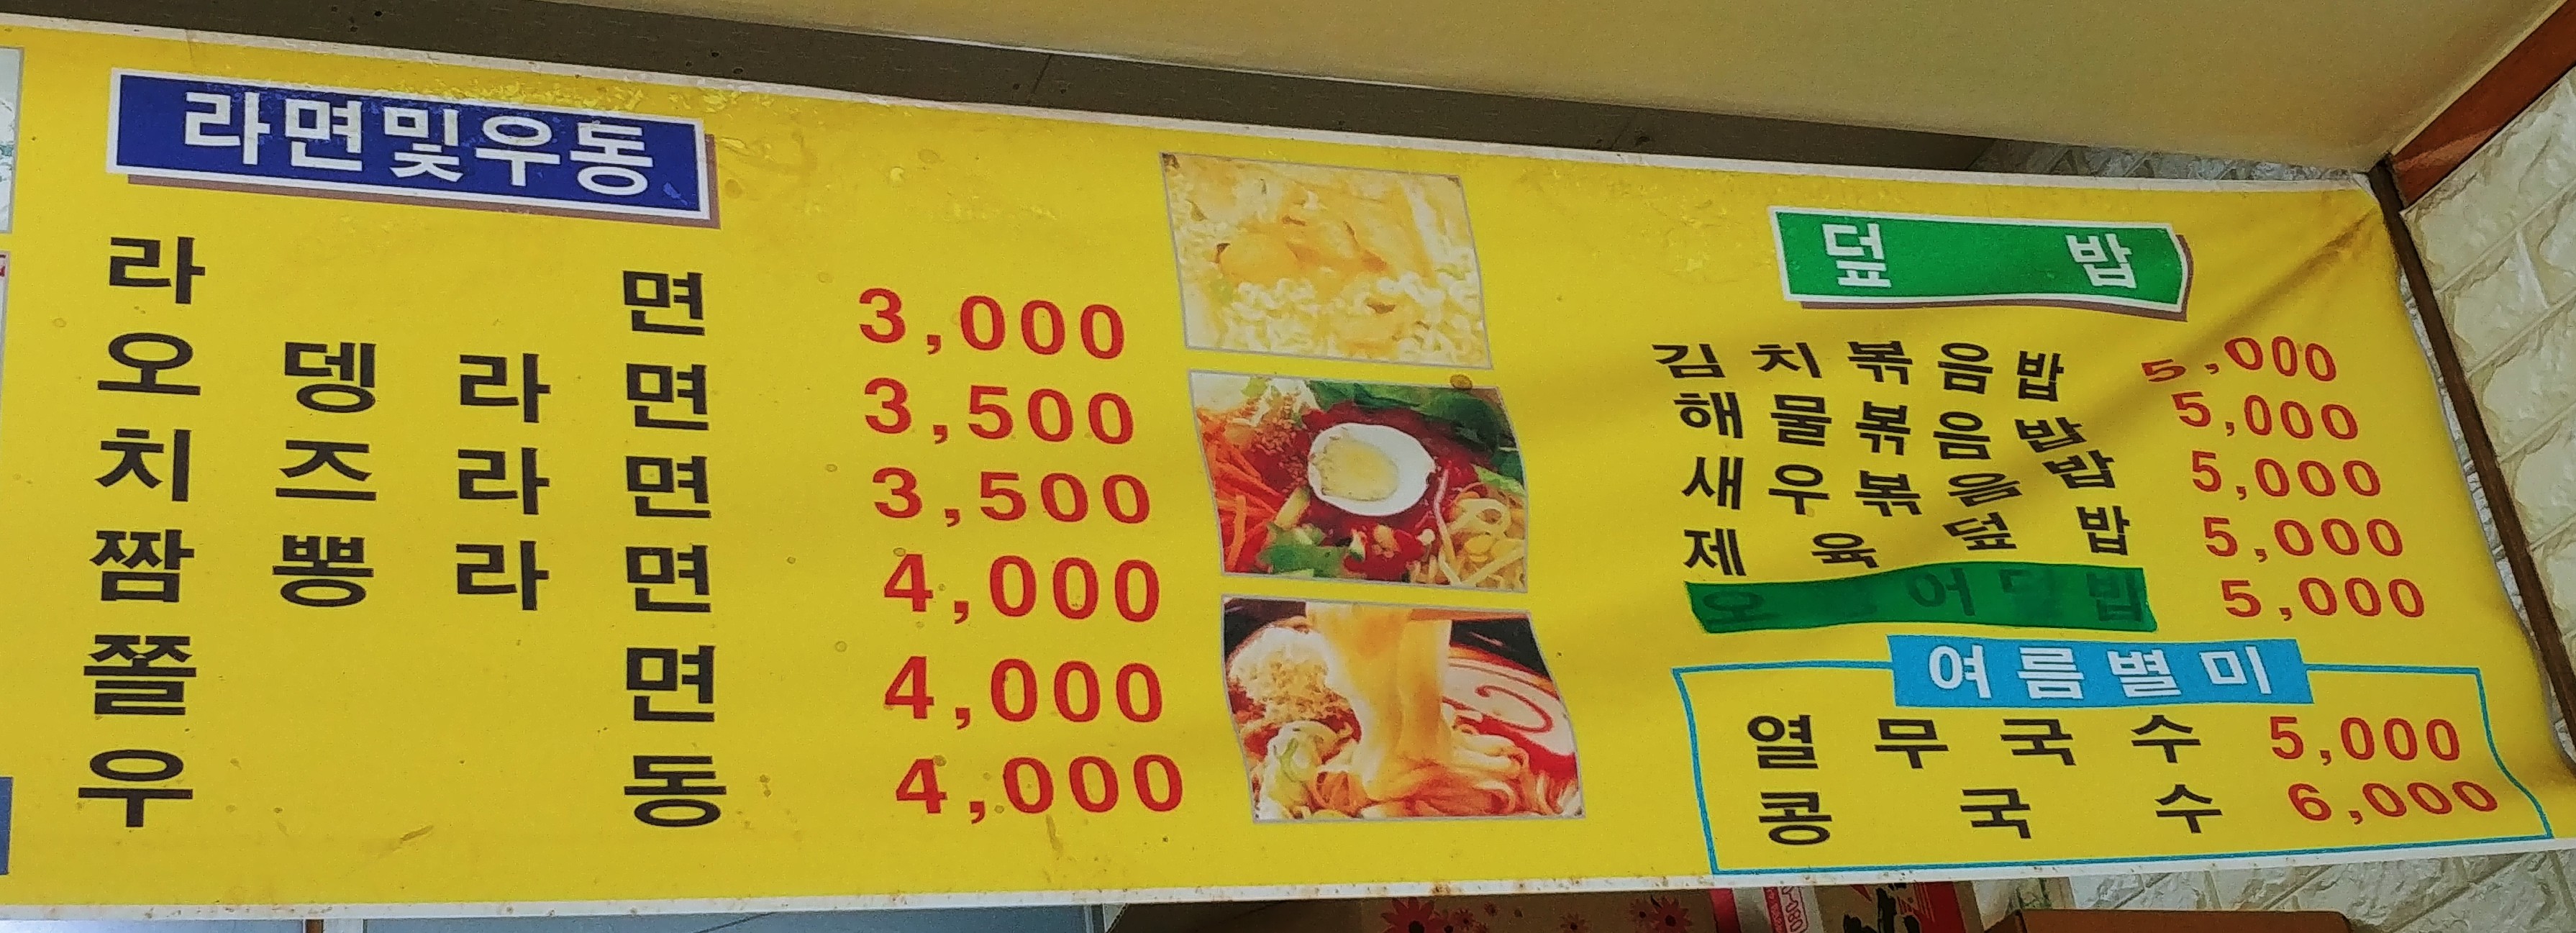 라면및우동
라면 3,000
오뎅라면 3,500
치즈라면 3,500
짬뽕라면 4,000
쫄면 4,000
우동 4,000
덮밥
김치볶음밥 5,000
해물볶음밥 5,000
새우볶음밥 5,000
제육덮밥 5,000
오 어덮밥 5,000
여름별미
열무국수 5,000
콩국수 6,000